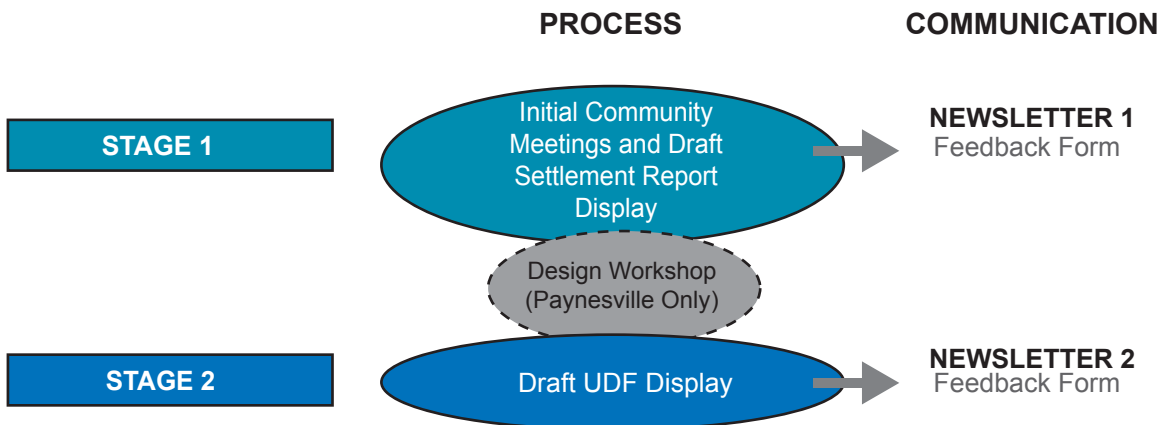 PROCESS
COMMUNICATION
STAGE 1
Initial Community
Meetings and Draft
Settlement Report
Display
NEWSLETTER 1
Feedback Form
Design Workshop
(Paynesville Only)
STAGE 2
Draft UDF Display
NEWSLETTER 2
Feedback Form